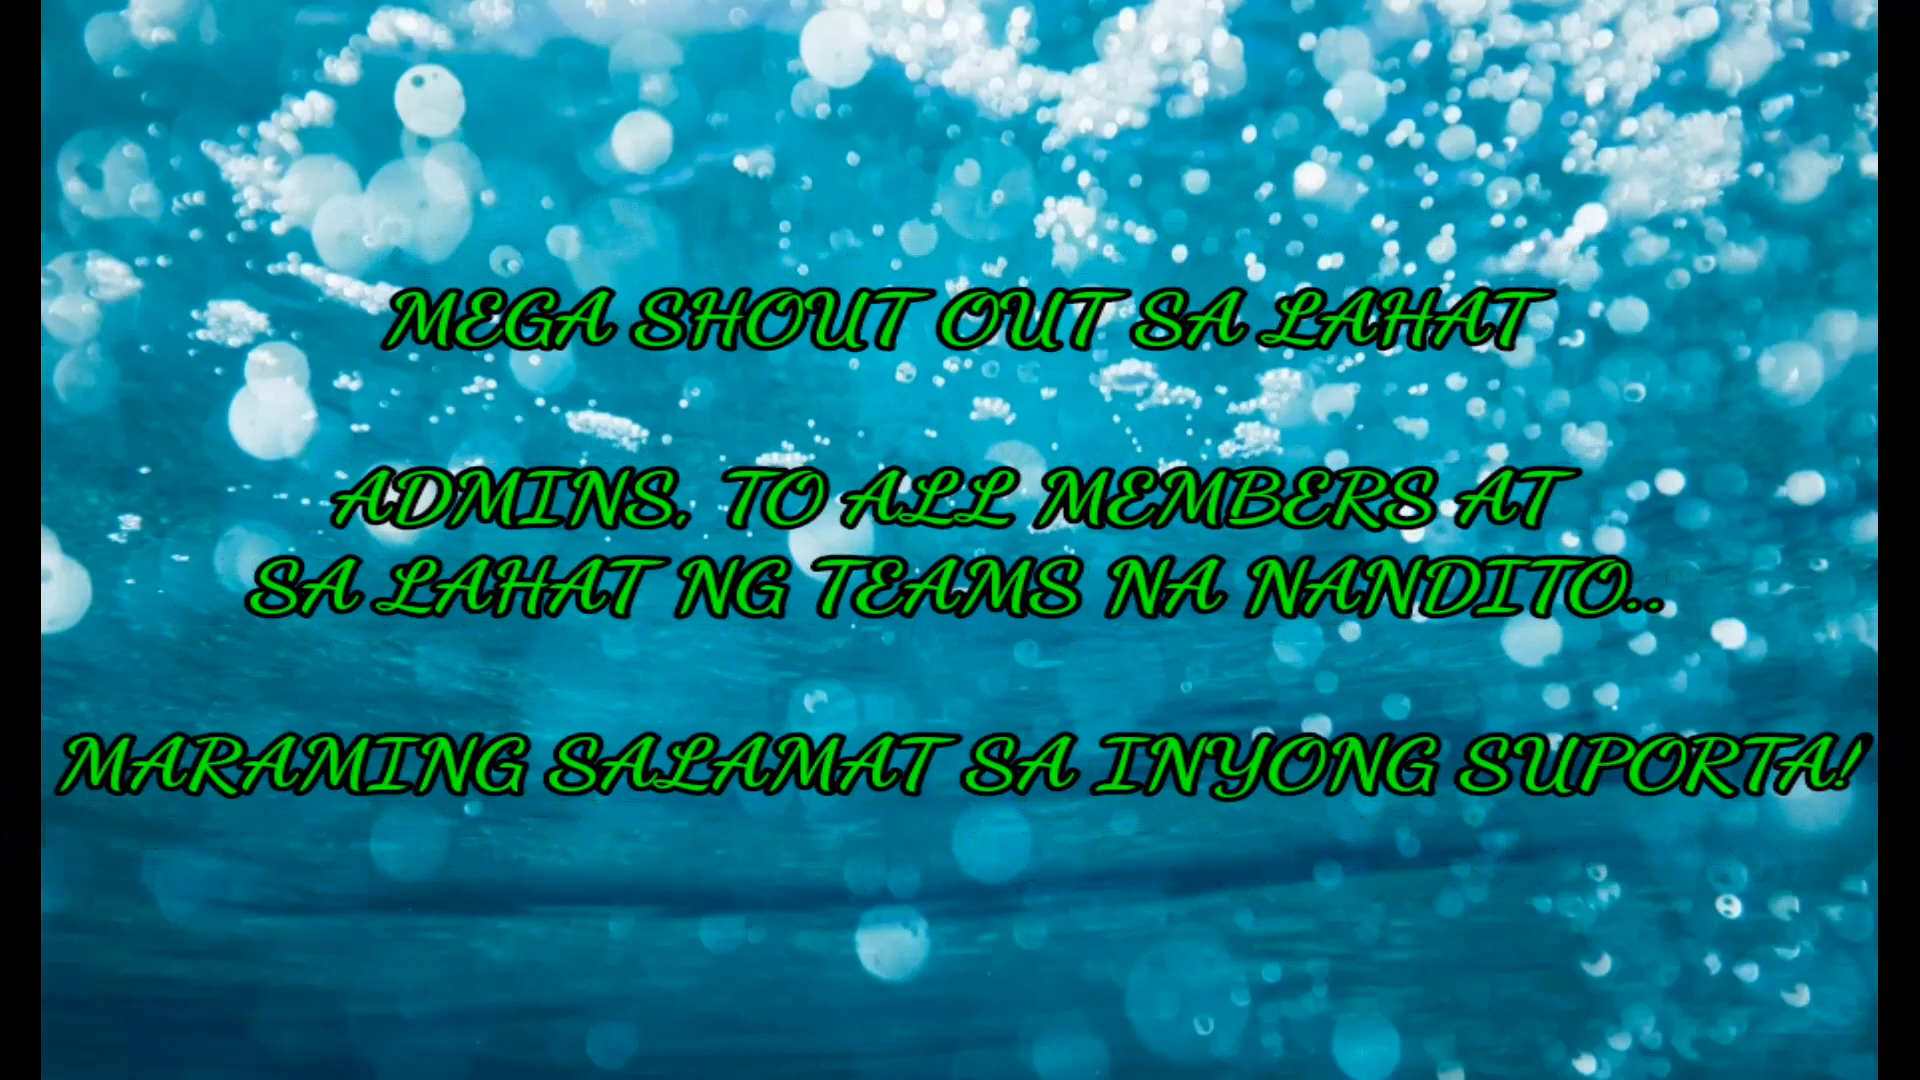 MEGA SHOUT OUT SA LAHAT
ADMINS. TO ALL MEMBERS AT
SA LAHAT NG TEAMS NA NANDITO..
MARAMING SALAMAT SA INYONG SUPORTA!